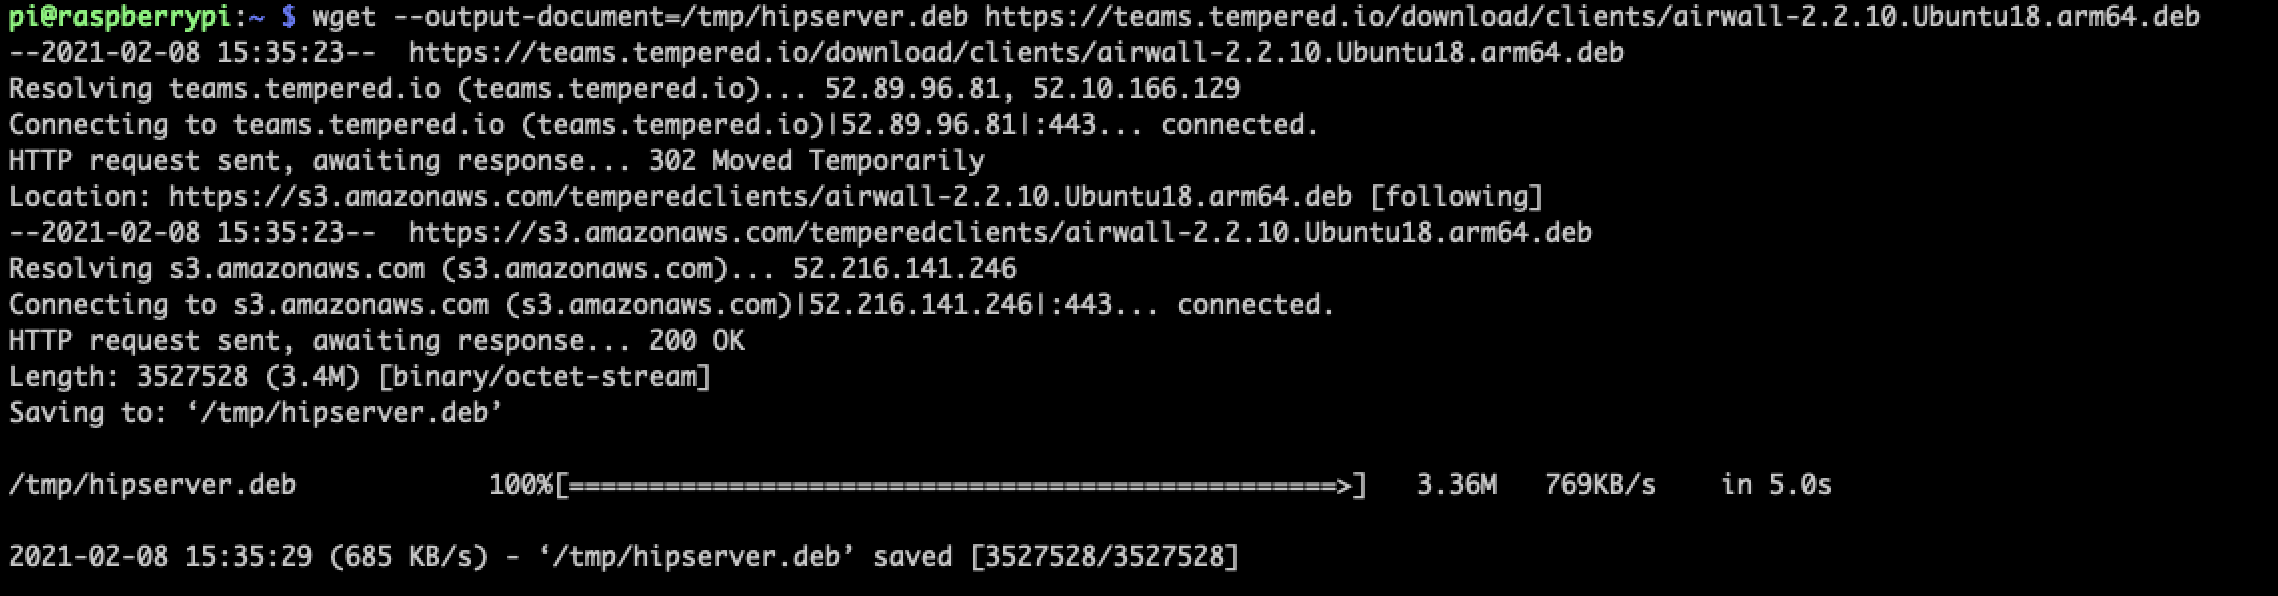 pi@raspberrypi:~ $ wget --output-document=/tmp/hipserver.deb https://teams.tempered.io/download/clients/airwall-2.2.10.Ubuntu18.arm64.deb
--2021-02-08 15:35:23--  https://teams.tempered.io/download/clients/airwall-2.2.10.Ubuntu18.arm64.deb
Resolving teams.tempered.io (teams.tempered.io)... 52.89.96.81, 52.10.166.129
Connecting to teams.tempered.io (teams.tempered.io)|52.89.96.81|:443... connected.
HTTP request sent, awaiting response... 302 Moved Temporarily
Location: https://s3.amazonaws.com/temperedclients/airwall-2.2.10.Ubuntu18.arm64.deb [following]
--2021-02-08 15:35:23--  https://s3.amazonaws.com/temperedclients/airwall-2.2.10.Ubuntu18.arm64.deb
Resolving s3.amazonaws.com (s3.amazonaws.com)... 52.216.141.246
Connecting to s3.amazonaws.com (s3.amazonaws.com)|52.216.141.246|:443... connected.
HTTP request sent, awaiting response... 200 OK
Length: 3527528 (3.4M) [binary/octet-stream]
Saving to: ‘/tmp/hipserver.deb’
/tmp/hipserver.deb            100%[================================================>]   3.36M   769KB/s    in 5.0s
2021-02-08 15:35:29 (685 KB/s) - ‘/tmp/hipserver.deb’ saved [3527528/3527528]